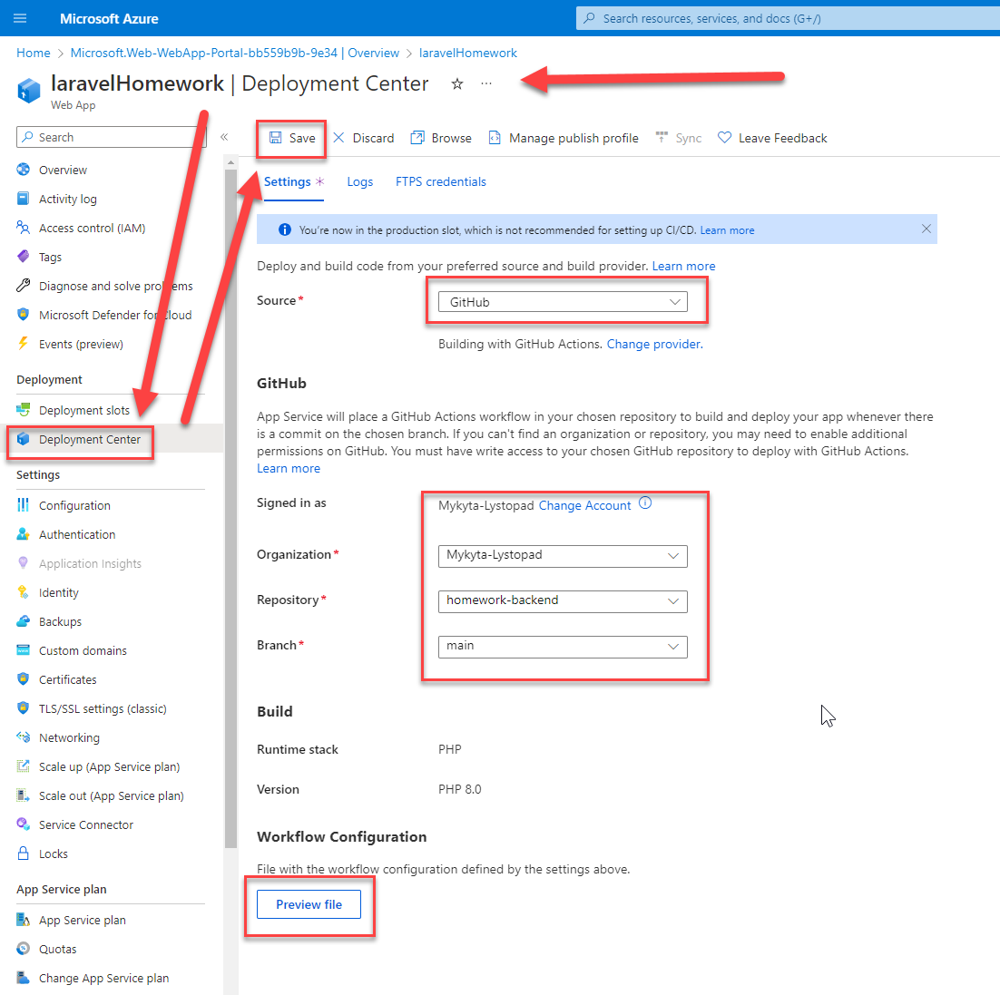 Microsoft Azure
Search resources, services, and docs (G+/)
Home > Microsoft.Web-WebApp-Portal-bb559b9b-9e34 | Overview > laravelHomework
laravelHomework | Deployment Center
Web App
Search
Overview
Activity log
Access control (IAM)
Tags
Diagnose and solve problems
Microsoft Defender for Cloud
Events (preview)
Deployment
Deployment slots
Deployment Center
Settings
Configuration
Authentication
Application Insights
Identity
Backups
Custom domains
Certificates
TLS/SSL settings (classic)
Networking
Scale up (App Service plan)
Scale out (App Service plan)
Service Connector
Locks
App Service plan
App Service plan
Quotas
Change App Service plan
Save Discard Browse Manage publish profile Sync Leave Feedback
Settings * Logs FTPS credentials
You're now in the production slot, which is not recommended for setting up CI/CD. Learn more
Deploy and build code from your preferred source and build provider. Learn more
Source* GitHub
Building with GitHub Actions. Change provider.
GitHub
App Service will place a GitHub Actions workflow in your chosen repository to build and deploy your app whenever there
is a commit on the chosen branch. If you can't find an organization or repository, you may need to enable additional
permissions on GitHub. You must have write access to your chosen GitHub repository to deploy with GitHub Actions.
Learn more
Signed in as Mykyta-Lystopad Change Account
Organization* Mykyta-Lystopad
Repository* homework-backend
Branch* main
Build
Runtime stack PHP
Version PHP 8.0
Workflow Configuration
File with the workflow configuration defined by the settings above.
Preview file